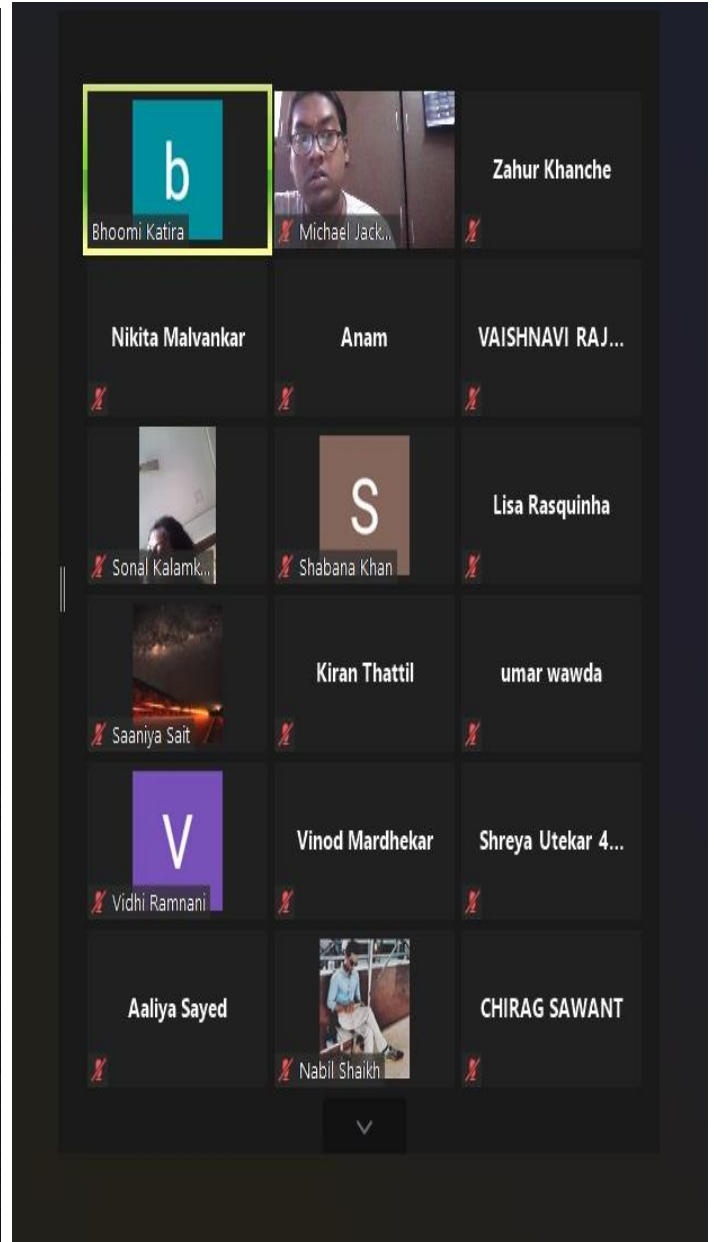 b
Bhoomi Katira
Michael Jack...
Zahur Khanche
Nikita Malvankar
Anam
VAISHNAVI RAJ...
Sonal Kalamk...
S
Shabana Khan
Lisa Rasquinha
Saaniya Sait
Kiran Thattil
umar wawda
V
Vidhi Ramnani
Vinod Mardhekar
Shreya Utekar 4...
Aaliya Sayed
Nabil Shaikh
CHIRAG SAWANT